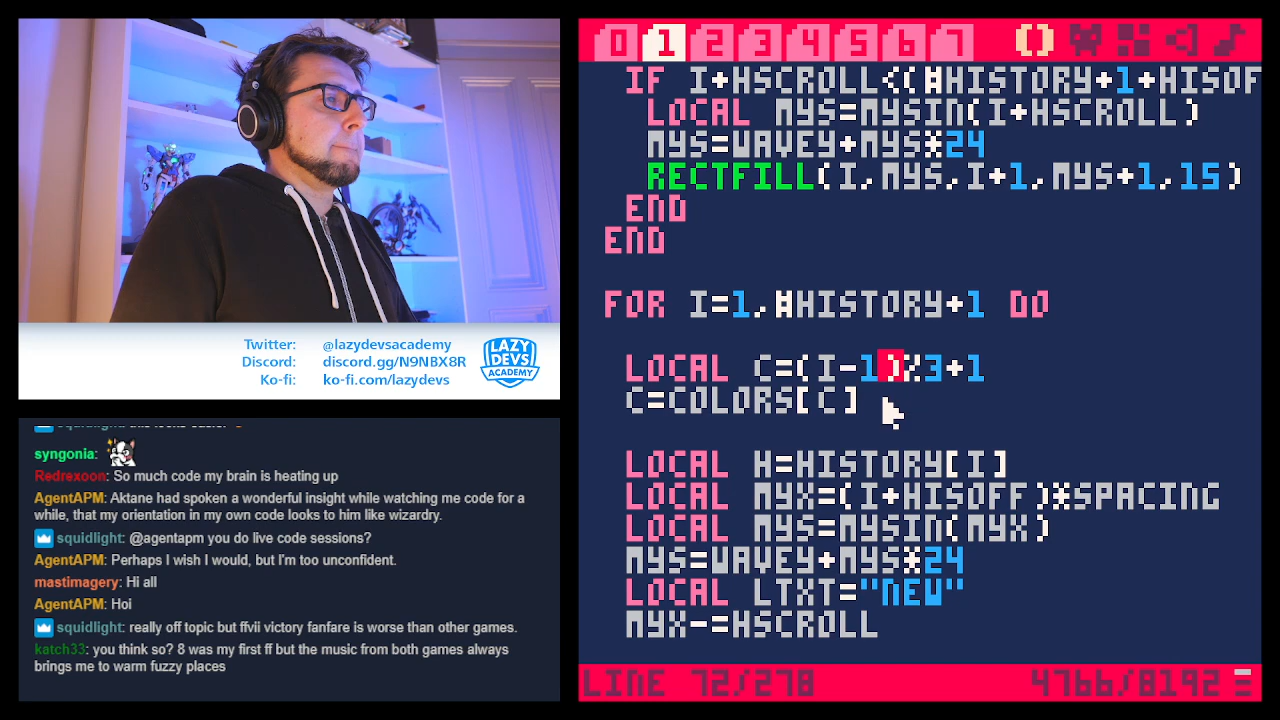 Twitter: @lazydevsacademy
Discord: discord.gg/N9NBX8R
Ko-fi: ko-fi.com/lazydevs
LAZY
DEVS
ACADEMY
syngonia:
Redrexoon: So much code my brain is heating up
AgentAPM: Aktane had spoken a wonderful insight while watching me code for a
while, that my orientation in my own code looks to him like wizardry.
squidlight: @agentapm you do live code sessions?
AgentAPM: Perhaps I wish I would, but I'm too unconfident.
mastimagery: Hi all
AgentAPM: Hoi
squidlight: really off topic but ffvii victory fanfare is worse than other games.
katch33: you think so? 8 was my first ff but the music from both games always
brings me to warm fuzzy places
0 1 2 3 4 5 6 7 ()
IF I+HSCROLL<((#HISTORY+1+HISOF
LOCAL MYS=MYSIN(I+HSCROLL)
MYS=WAVEY+MYS*24
RECTFILL(I,MYS,I+1,MYS+1,15)
END
END
FOR I=1,#HISTORY+1 DO
LOCAL C=(I-1)%3+1
C=COLORS[C]
LOCAL H=HISTORY[I]
LOCAL MYX=(I+HISOFF)*SPACING
LOCAL MYS=MYSIN(MYX)
MYS=WAVEY+MYS*24
LOCAL LTXT="NEW"
MYX-=HSCROLL
LINE 72/278 4766/8192